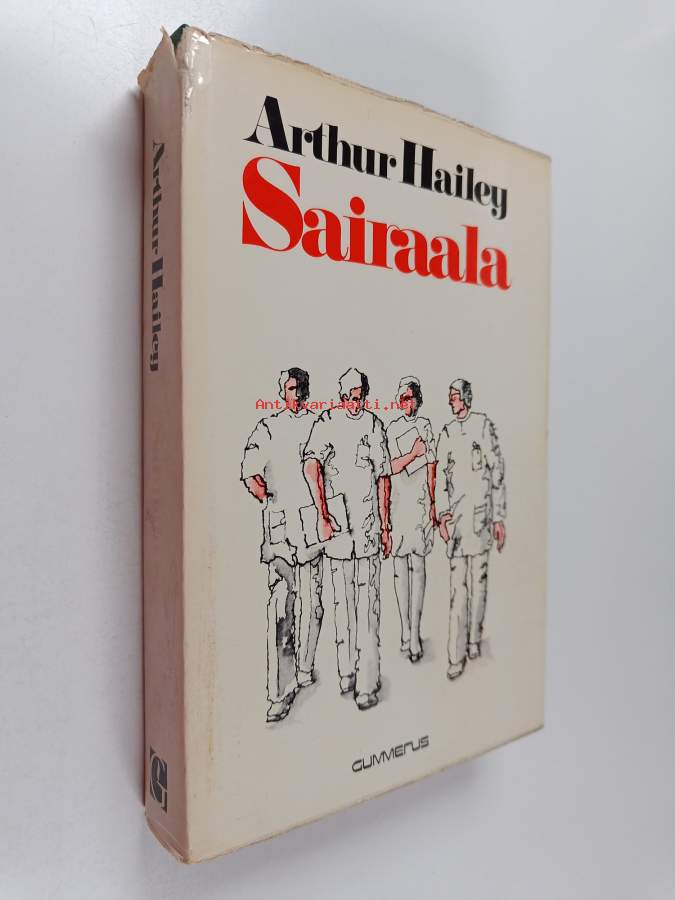 Arthur Hailey
Sairaala
Antikvariaatti.net
GUMMERUS
Arthur Hailey
G